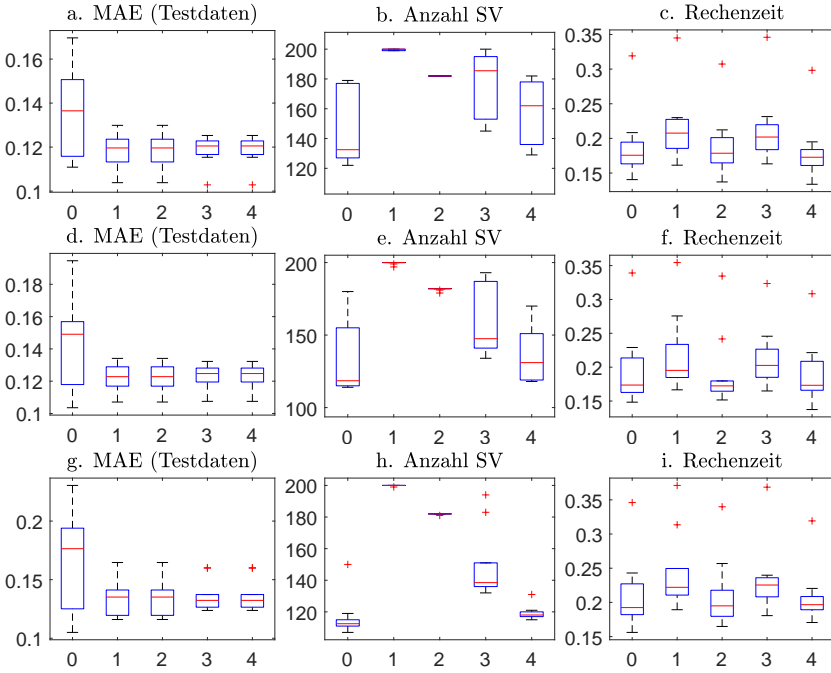 a. MAE (Testdaten)
b. Anzahl SV
c. Rechenzeit
0.16
0.14
0.12
0.1
0 1 2 3 4
200
180
160
140
120
0 1 2 3 4
0.35
0.3
0.25
0.2
0.15
0 1 2 3 4
d. MAE (Testdaten)
e. Anzahl SV
f. Rechenzeit
0.18
0.16
0.14
0.12
0.1
0 1 2 3 4
200
150
100
0 1 2 3 4
0.35
0.3
0.25
0.2
0.15
0 1 2 3 4
g. MAE (Testdaten)
h. Anzahl SV
i. Rechenzeit
0.2
0.15
0.1
0 1 2 3 4
200
180
160
140
120
0 1 2 3 4
0.35
0.3
0.25
0.2
0.15
0 1 2 3 4